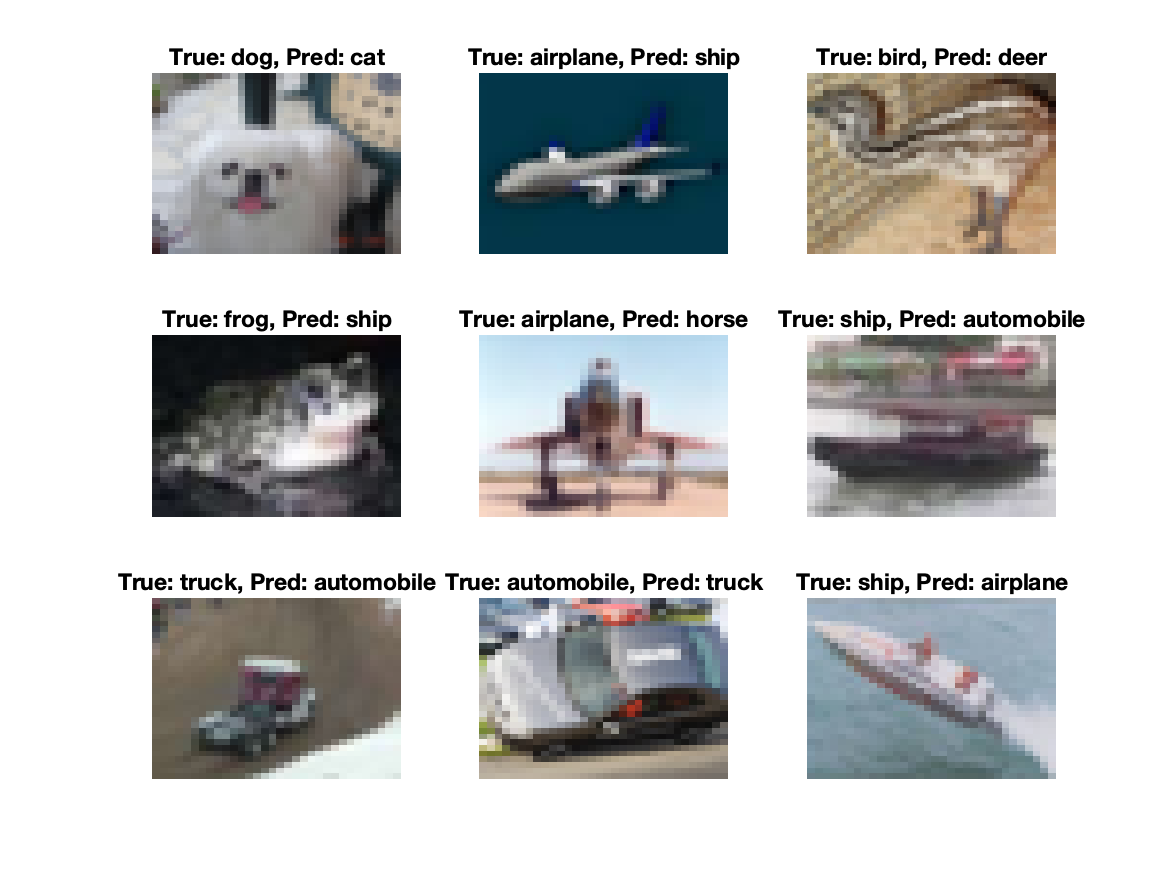 True: dog, Pred: cat
True: airplane, Pred: ship
True: bird, Pred: deer
True: frog, Pred: ship
True: airplane, Pred: horse
True: ship, Pred: automobile
True: truck, Pred: automobile
True: automobile, Pred: truck
True: ship, Pred: airplane